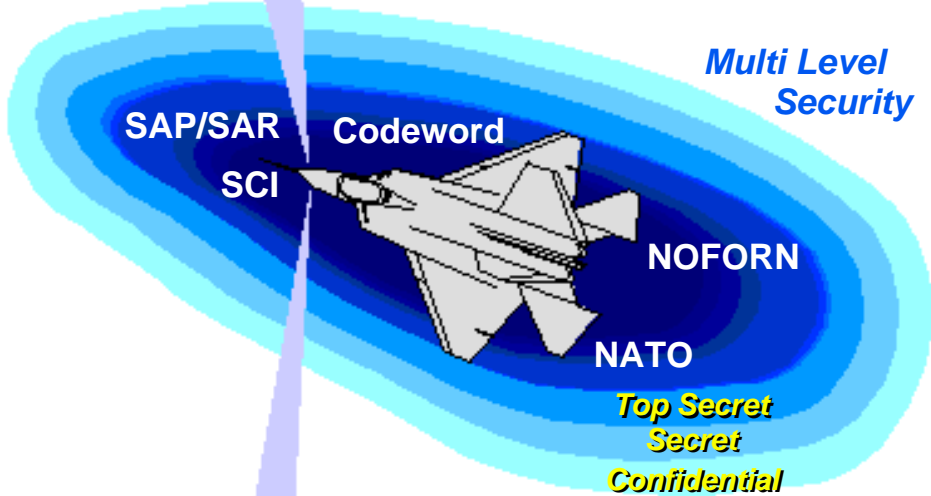 Multi Level
Security
SAP/SAR
Codeword
SCI
NOFORN
NATO
Top Secret
Secret
Confidential